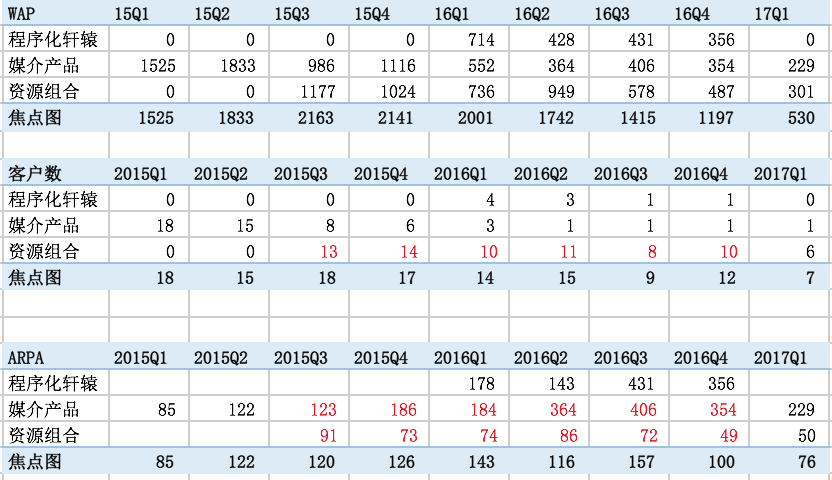 WAP 15Q1 15Q2 15Q3 15Q4 16Q1 16Q2 16Q3 16Q4 17Q1
程序化轩辕 0 0 0 0 714 428 431 356 0
媒介产品 1525 1833 986 1116 552 364 406 354 229
资源组合 0 0 1177 1024 736 949 578 487 301
焦点图 1525 1833 2163 2141 2001 1742 1415 1197 530
客户数 2015Q1 2015Q2 2015Q3 2015Q4 2016Q1 2016Q2 2016Q3 2016Q4 2017Q1
程序化轩辕 0 0 0 0 4 3 1 1 0
媒介产品 18 15 8 6 3 1 1 1 1
资源组合 0 0 13 14 10 11 8 10 6
焦点图 18 15 18 17 14 15 9 12 7
ARPA 2015Q1 2015Q2 2015Q3 2015Q4 2016Q1 2016Q2 2016Q3 2016Q4 2017Q1
程序化轩辕 178 143 431 356
媒介产品 85 122 123 186 184 364 406 354 229
资源组合 91 73 74 86 72 49 50
焦点图 85 122 120 126 143 116 157 100 76